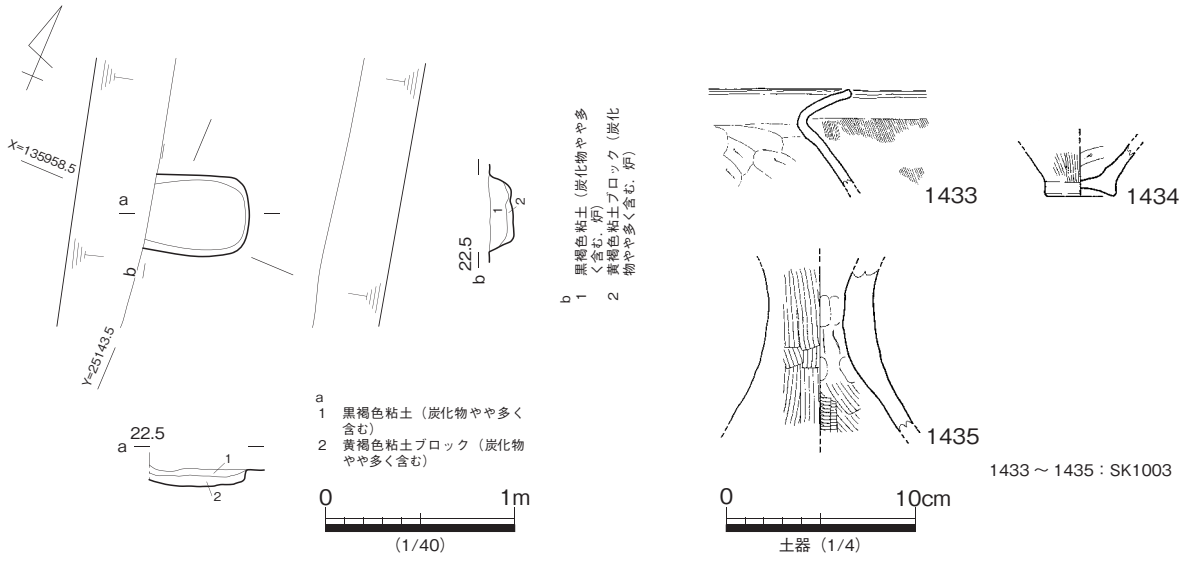 X=135958.5
a
b
Y=25143.5
22.5
a
1
2
22.5
b
1
2
b
1 黒褐色粘土（炭化物やや多
く含む，炉）
2 黄褐色粘土ブロック（炭化
物やや多く含む，炉）
a
1 黒褐色粘土（炭化物やや多く
含む）
2 黄褐色粘土ブロック（炭化物
やや多く含む）
0 1m
（1/40）
1433
1434
1435
1433～1435：SK1003
0 10cm
土器（1/4）